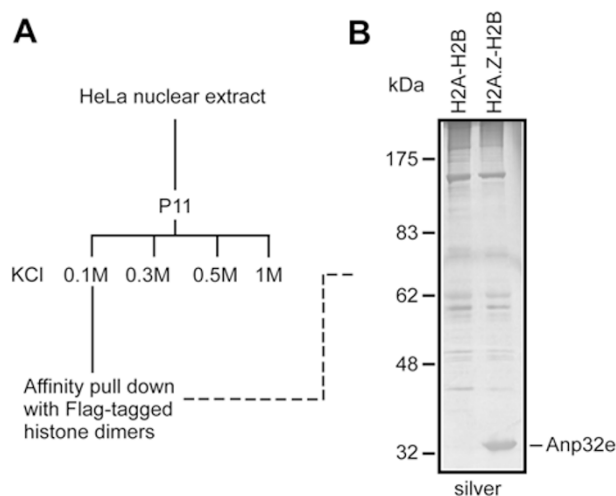 A
HeLa nuclear extract
P11
KCl 0.1M 0.3M 0.5M 1M
Affinity pull down
with Flag-tagged
histone dimers
B
kDa
H2A-H2B
H2A.Z-H2B
175
83
62
48
32
Anp32e
silver